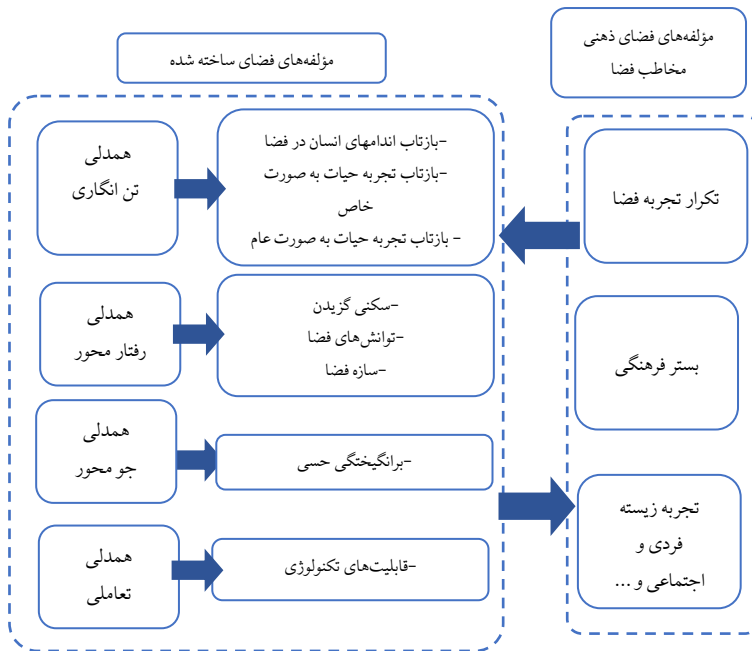 مؤلفه‌های فضای ذهنی
مخاطب فضا
مؤلفه‌های فضای ساخته شده
تکرار تجربه فضا
بستر فرهنگی
تجربه زیسته
فردی و
اجتماعی و ...
همدلی
تن انگاری
-بازتاب اندامهای انسان در فضا
-بازتاب تجربه حیات به صورت
خاص
- بازتاب تجربه حیات به صورت عام
همدلی
رفتار محور
-سکنی گزیدن
-توانش‌های فضا
-سازه فضا
همدلی
جو محور
-برانگیختگی حسی
همدلی
تعاملی
-قابلیت‌های تکنولوژی